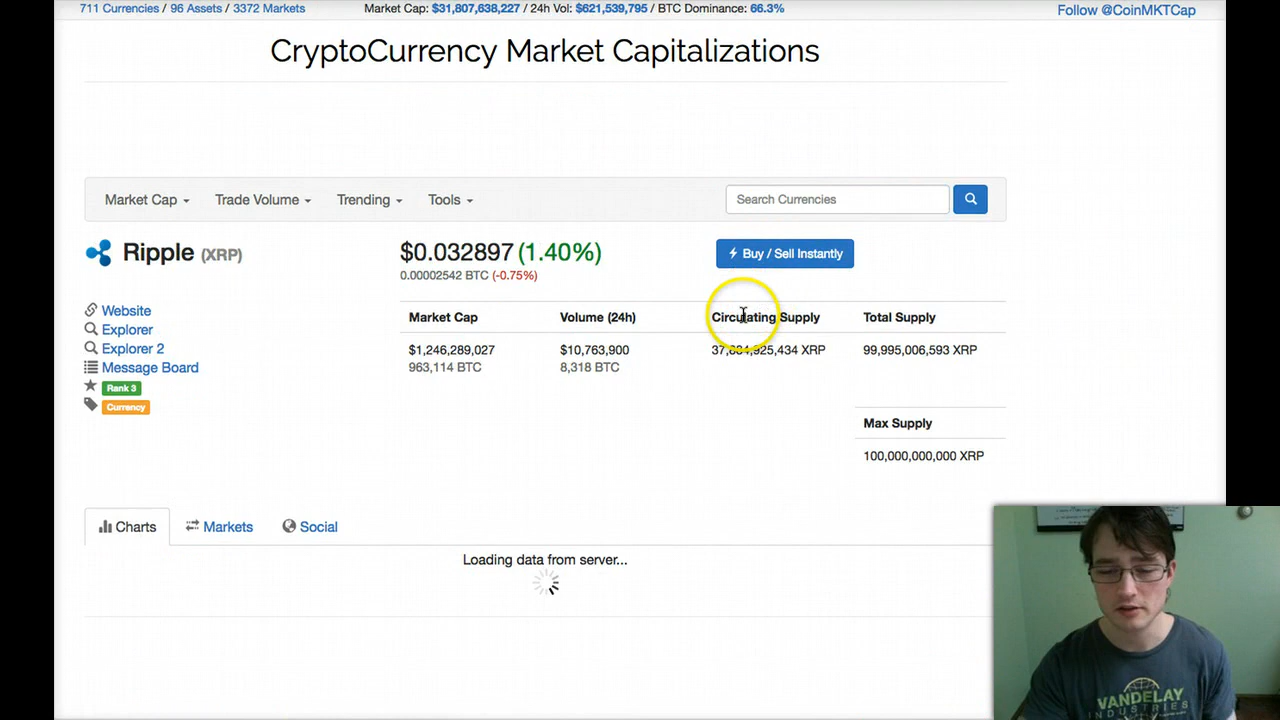 711 Currencies / 96 Assets / 3372 Markets
Market Cap: $31,807,638,227 / 24h Vol: $621,539,795 / BTC Dominance: 66.3%
Follow @CoinMKTCap
CryptoCurrency Market Capitalizations
Market Cap
Trade Volume
Trending
Tools
Search Currencies
Ripple (XRP)
$0.032897 (1.40%)
0.00002542 BTC (-0.75%)
Buy / Sell Instantly
Website
Explorer
Explorer 2
Message Board
Rank 3
Currency
Market Cap
Volume (24h)
Circulating Supply
Total Supply
$1,246,289,027
963,114 BTC
$10,763,900
8,318 BTC
XRP
99,995,006,593 XRP
Max Supply
100,000,000,000 XRP
Charts
Markets
Social
Loading data from server...
VANDELAY
INDUSTRIES